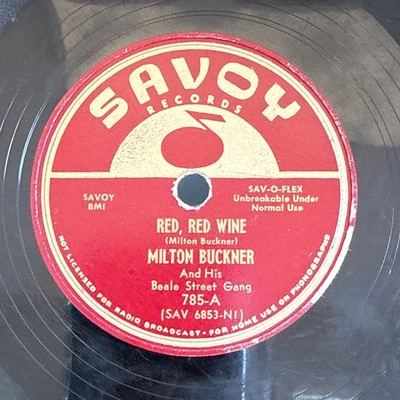 SAVOY
RECORDS
SAVOY
BMI
SAV-O-FLEX
Unbreakable Under
Normal Use
RED, RED WINE
(Milton Buckner)
MILTON BUCKNER
And His
Beale Street Gang
785-A
(SAV 6853-N1)
NOT LICENSED FOR RADIO BROADCAST • FOR HOME USE ON PHONOGRAPHS